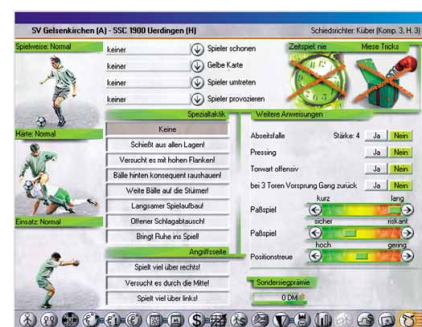 SV Gelsenkirchen (A) - SSC 1900 Uerdingen (H)
Schiedsrichter: Küber (Komp. 3, H. 3)
Spielweise: Normal
keiner
Spieler schonen
keiner
Gelbe Karte
keiner
Spieler umtreten
keiner
Spieler provozieren
Zeitspiel nie
Miese Tricks
Härte: Normal
Einsatz: Normal
Spezialtaktik
Keine
Schießt aus allen Lagen!
Versucht es mit hohen Flanken!
Bälle hinten konsequent raushauen!
Weite Bälle auf die Stürmer!
Langsamer Spielaufbau!
Offener Schlagabtausch!
Bringt Ruhe ins Spiel!
Angriffsseite
Spielt viel über rechts!
Versucht es durch die Mitte!
Spielt viel über links!
Weitere Anweisungen
Abseitsfalle Stärke: 4 Ja Nein
Pressing Ja Nein
Torwart offensiv Ja Nein
bei 3 Toren Vorsprung Gang zurück Ja Nein
kurz lang
Paßspiel
sicher riskant
Paßspiel
hoch gering
Positionstreue
Sondersiegprämie
0 DM